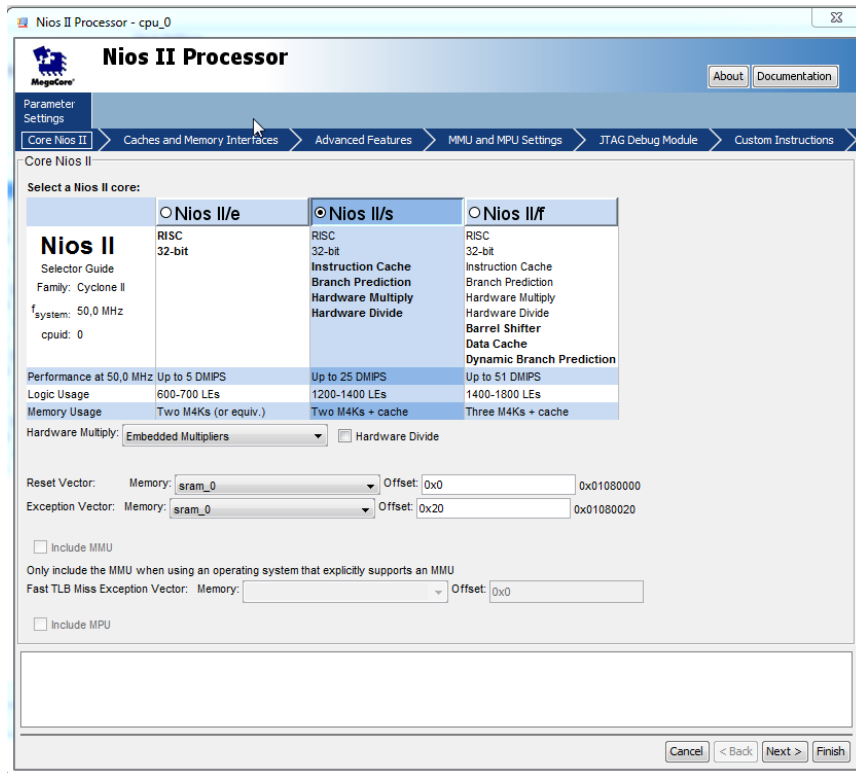 Nios II Processor - cpu_0
MegaCore®
Nios II Processor
About Documentation
Parameter
Settings
Core Nios II Caches and Memory Interfaces Advanced Features MMU and MPU Settings JTAG Debug Module Custom Instructions
Core Nios II
Select a Nios II core:
Nios II/e Nios II/s Nios II/f
Nios II
Selector Guide
Family: Cyclone II
fsystem: 50,0 MHz
cpuid: 0
RISC
32-bit
RISC
32-bit
Instruction Cache
Branch Prediction
Hardware Multiply
Hardware Divide
RISC
32-bit
Instruction Cache
Branch Prediction
Hardware Multiply
Hardware Divide
Barrel Shifter
Data Cache
Dynamic Branch Prediction
Performance at 50,0 MHz Up to 5 DMIPS Up to 25 DMIPS Up to 51 DMIPS
Logic Usage 600-700 LEs 1200-1400 LEs 1400-1800 LEs
Memory Usage Two M4Ks (or equiv.) Two M4Ks + cache Three M4Ks + cache
Hardware Multiply: Embedded Multipliers Hardware Divide
Reset Vector: Memory: sram_0 Offset: 0x0 0x01080000
Exception Vector: Memory: sram_0 Offset: 0x20 0x01080020
Include MMU
Only include the MMU when using an operating system that explicitly supports an MMU
Fast TLB Miss Exception Vector: Memory: Offset: 0x0
Include MPU
Cancel < Back Next > Finish